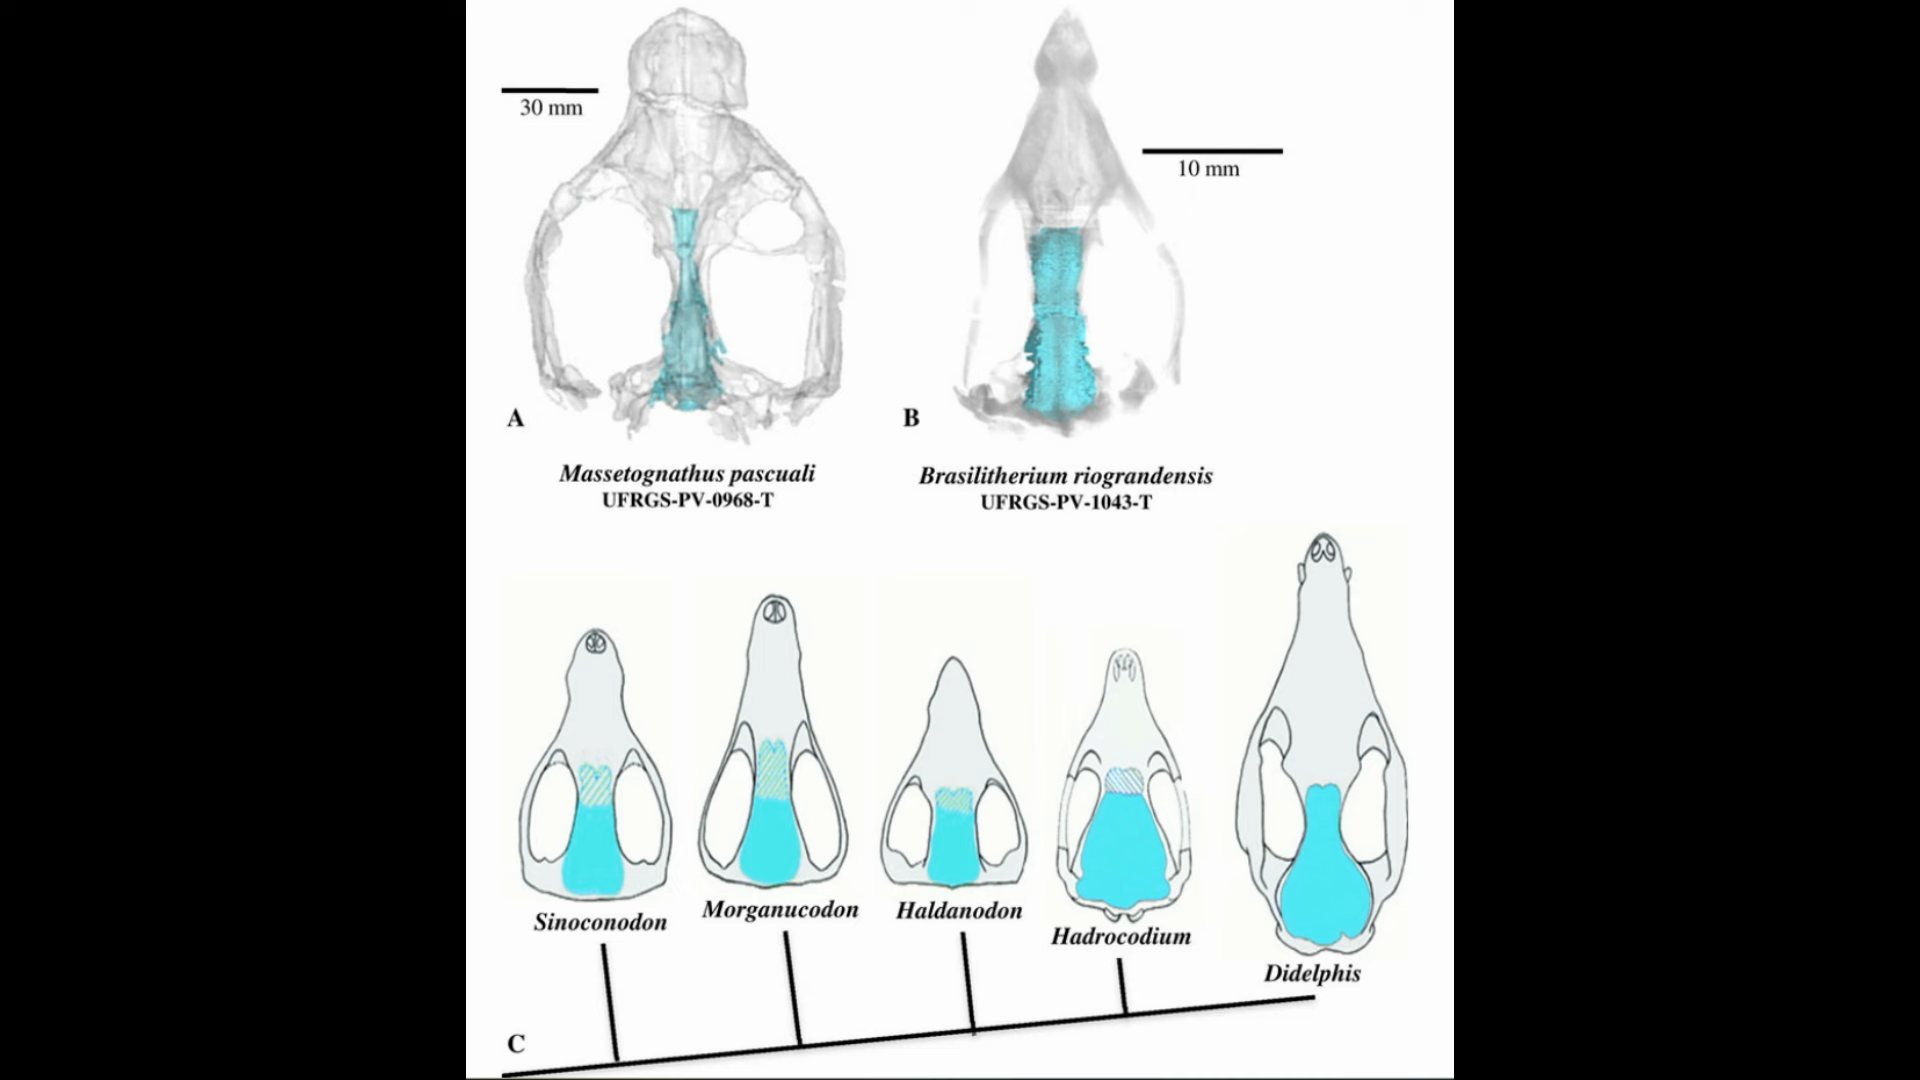 30 mm
10 mm
A
B
Massetognathus pascuali
UFRGS-PV-0968-T
Brasilitherium riograndensis
UFRGS-PV-1043-T
Sinoconodon
Morganucodon
Haldanodon
Hadrocodium
Didelphis
C